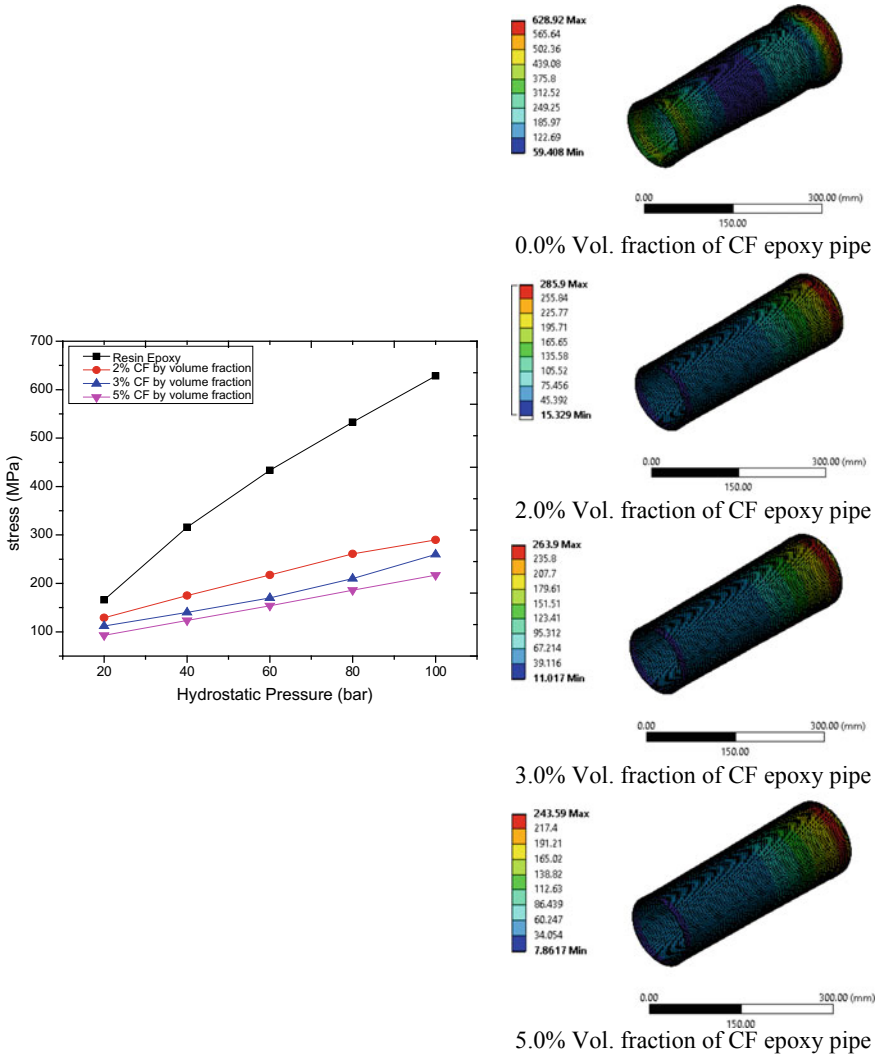 700
600
500
400
300
200
100
stress (MPa)
Resin Epoxy
2% CF by volume fraction
3% CF by volume fraction
5% CF by volume fraction
20
40
60
80
100
Hydrostatic Pressure (bar)
628.92 Max
565.64
502.36
439.08
375.8
312.52
249.25
185.97
122.69
59.408 Min
0.00
300.00 (mm)
150.00
0.0% Vol. fraction of CF epoxy pipe
285.9 Max
255.84
225.77
195.71
165.65
135.58
105.52
75.456
45.392
15.329 Min
0.00
300.00 (mm)
150.00
2.0% Vol. fraction of CF epoxy pipe
263.9 Max
235.8
207.7
179.61
151.51
123.41
95.312
67.214
39.116
11.017 Min
0.00
300.00 (mm)
150.00
3.0% Vol. fraction of CF epoxy pipe
243.59 Max
217.4
191.21
165.02
138.82
112.63
86.439
60.247
34.054
7.8617 Min
0.00
300.00 (mm)
150.00
5.0% Vol. fraction of CF epoxy pipe